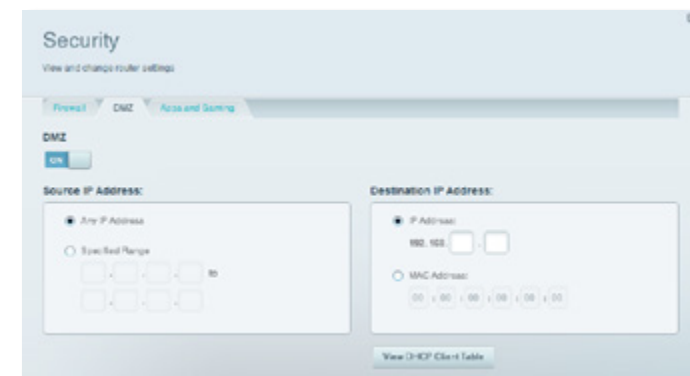 Security
View and change router settings
Firewall DMZ Apps and Gaming
DMZ
ON
Source IP Address:
Any IP Address
Specified Range
. . . to
. . .
Destination IP Address:
IP Address:
192. 168. .
MAC Address:
00 : 00 : 00 : 00 : 00 : 00
View DHCP Client Table